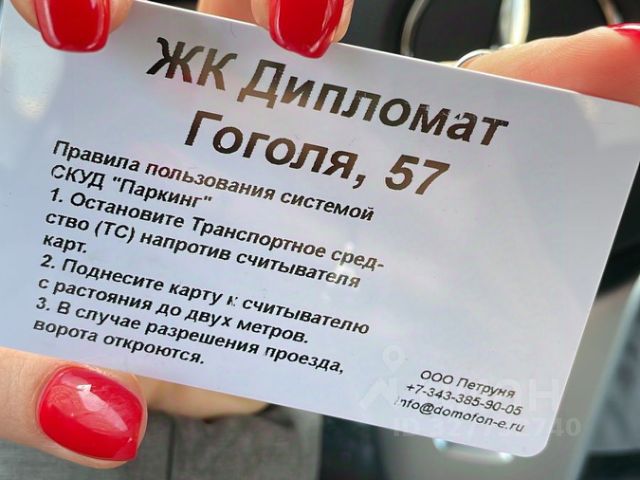 ЖК Дипломат
Гоголя, 57
Правила пользования системой
СКУД "Паркинг"
1. Остановите Транспортное сред-
ство (ТС) напротив считывателя
карт.
2. Поднесите карту к считывателю
с растояния до двух метров.
3. В случае разрешения проезда,
ворота откроются.
ООО Петруня
+7-343-385-90-05
info@domofon-e.ru